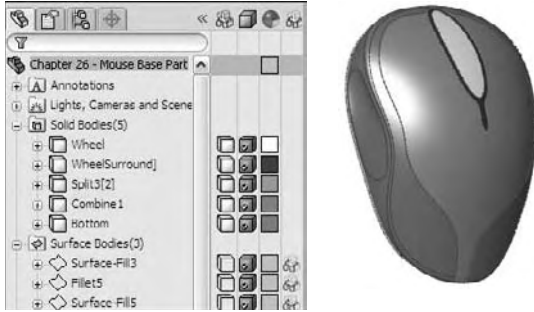 «
Chapter 26 - Mouse Base Part
A Annotations
Lights, Cameras and Scene
Solid Bodies(5)
Wheel
WheelSurround]
Split3[2]
Combine1
Bottom
Surface Bodies(3)
Surface-Fill3
Fillet5
Surface-Fill5